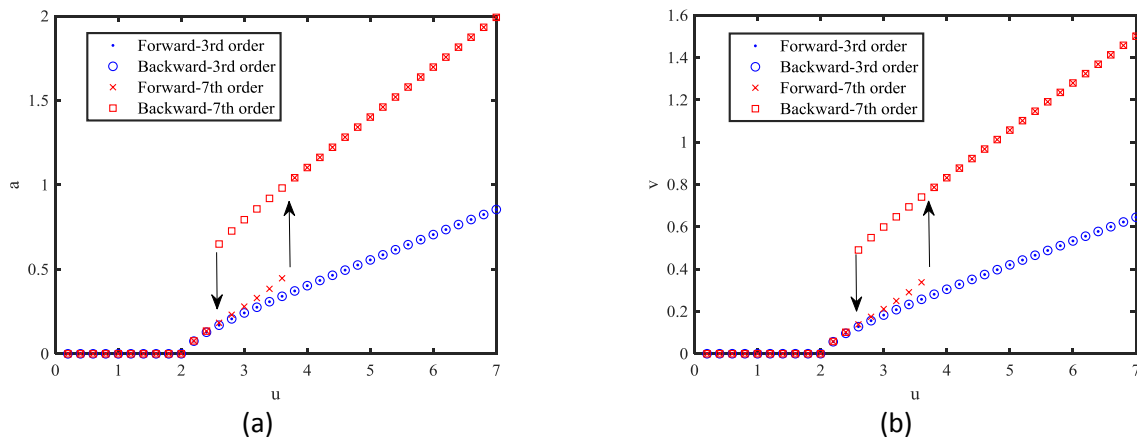 2
1.5
1
0.5
0
a
0 1 2 3 4 5 6 7
u
Forward-3rd order
Backward-3rd order
Forward-7th order
Backward-7th order
(a)
1.6
1.4
1.2
1
0.8
0.6
0.4
0.2
0
v
0 1 2 3 4 5 6 7
u
Forward-3rd order
Backward-3rd order
Forward-7th order
Backward-7th order
(b)